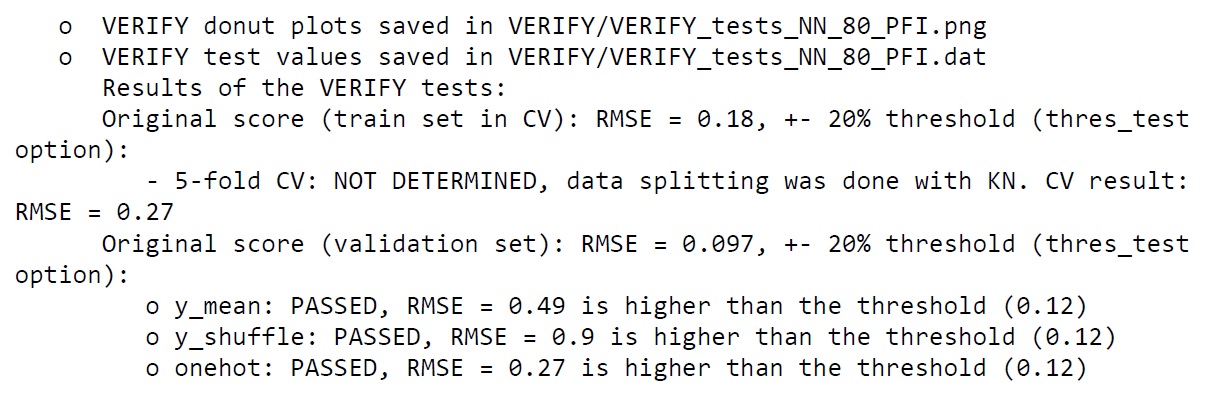 o VERIFY donut plots saved in VERIFY/VERIFY_tests_NN_80_PFI.png
o VERIFY test values saved in VERIFY/VERIFY_tests_NN_80_PFI.dat
Results of the VERIFY tests:
Original score (train set in CV): RMSE = 0.18, +- 20% threshold (thres_test
option):
- 5-fold CV: NOT DETERMINED, data splitting was done with KN. CV result:
RMSE = 0.27
Original score (validation set): RMSE = 0.097, +- 20% threshold (thres_test
option):
o y_mean: PASSED, RMSE = 0.49 is higher than the threshold (0.12)
o y_shuffle: PASSED, RMSE = 0.9 is higher than the threshold (0.12)
o onehot: PASSED, RMSE = 0.27 is higher than the threshold (0.12)